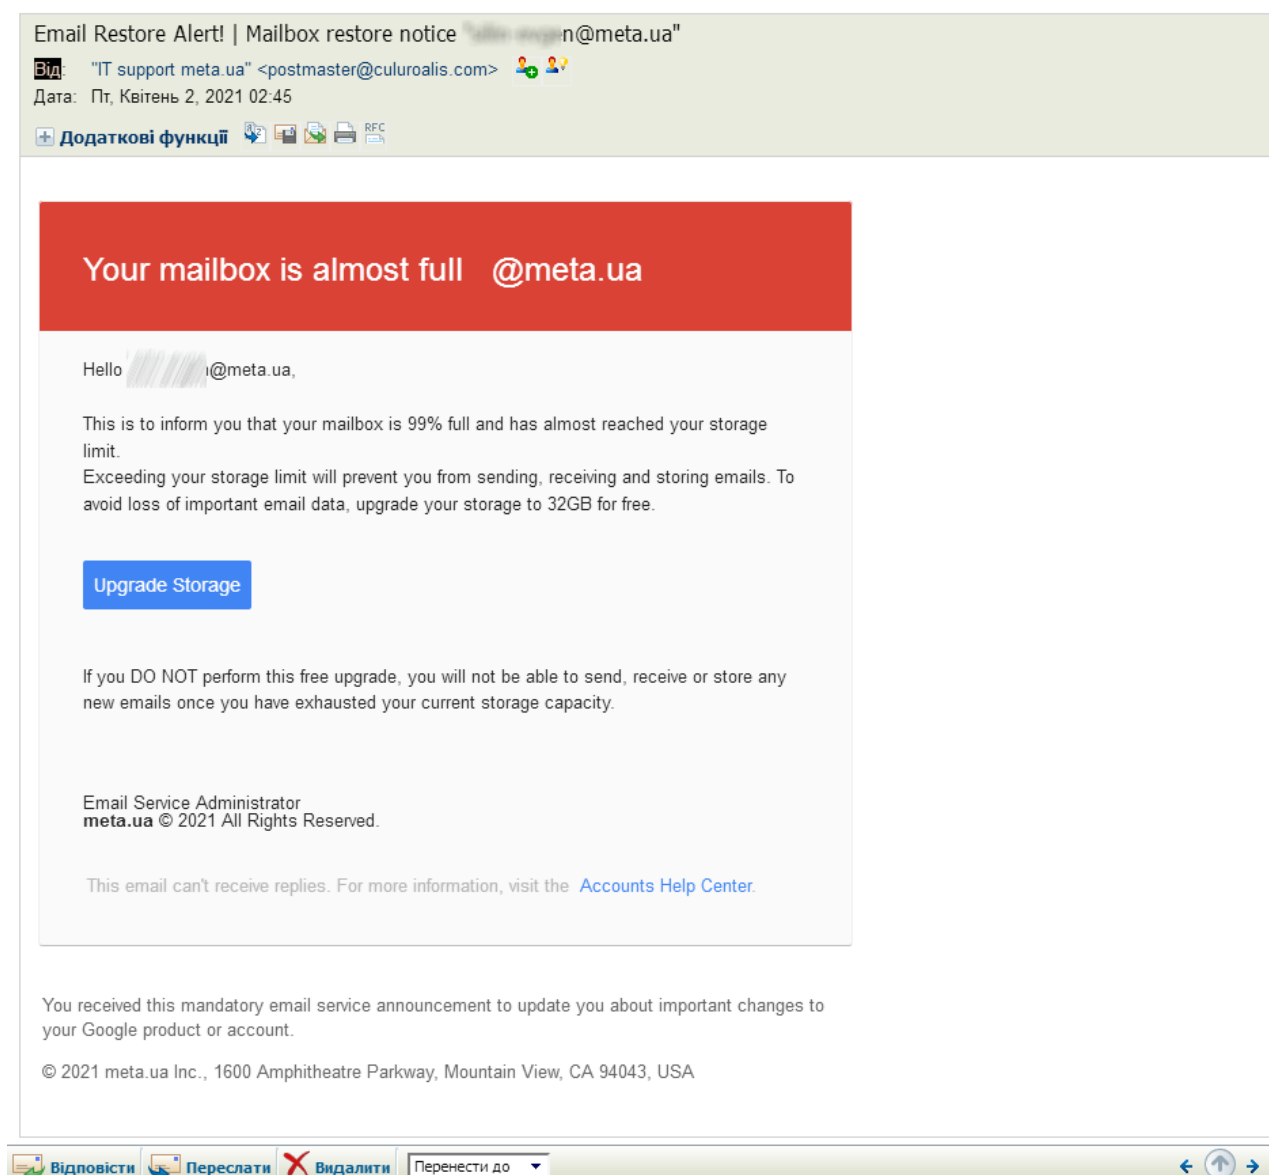 Email Restore Alert! | Mailbox restore notice " n@meta.ua"
Від: "IT support meta.ua" <postmaster@culuroalis.com>
Дата: Пт, Квітень 2, 2021 02:45
Додаткові функції RFC
Your mailbox is almost full @meta.ua
Hello @meta.ua,
This is to inform you that your mailbox is 99% full and has almost reached your storage
limit.
Exceeding your storage limit will prevent you from sending, receiving and storing emails. To
avoid loss of important email data, upgrade your storage to 32GB for free.
Upgrade Storage
If you DO NOT perform this free upgrade, you will not be able to send, receive or store any
new emails once you have exhausted your current storage capacity.
Email Service Administrator
meta.ua © 2021 All Rights Reserved.
This email can't receive replies. For more information, visit the Accounts Help Center.
You received this mandatory email service announcement to update you about important changes to
your Google product or account.
© 2021 meta.ua Inc., 1600 Amphitheatre Parkway, Mountain View, CA 94043, USA
Відповісти Переслати Видалити Перенести до